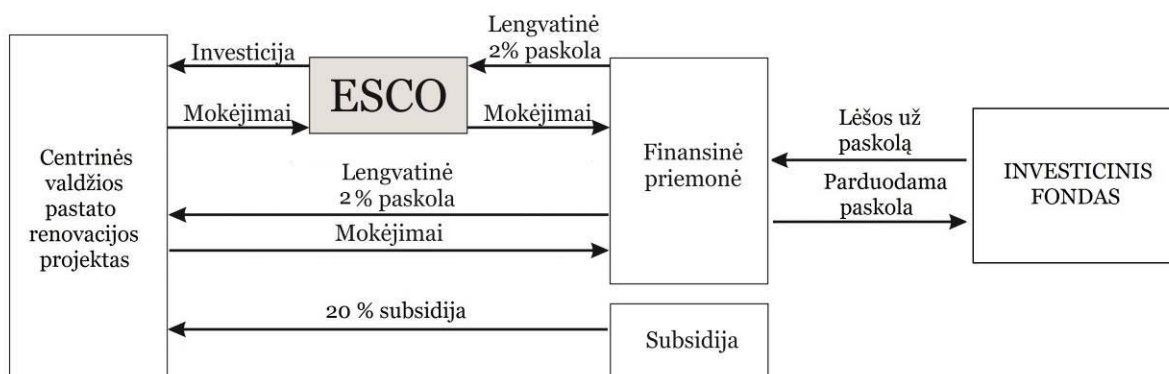 Centrinės
valdžios
pastato
renovacijos
projektas
Investicija
Mokėjimai
ESCO
Lengvatinė
2% paskola
Mokėjimai
Lengvatinė
2 % paskola
Mokėjimai
20 % subsidija
Finansinė
priemonė
Subsidija
Lėšos už
paskolą
Parduodama
paskola
INVESTICINIS
FONDAS